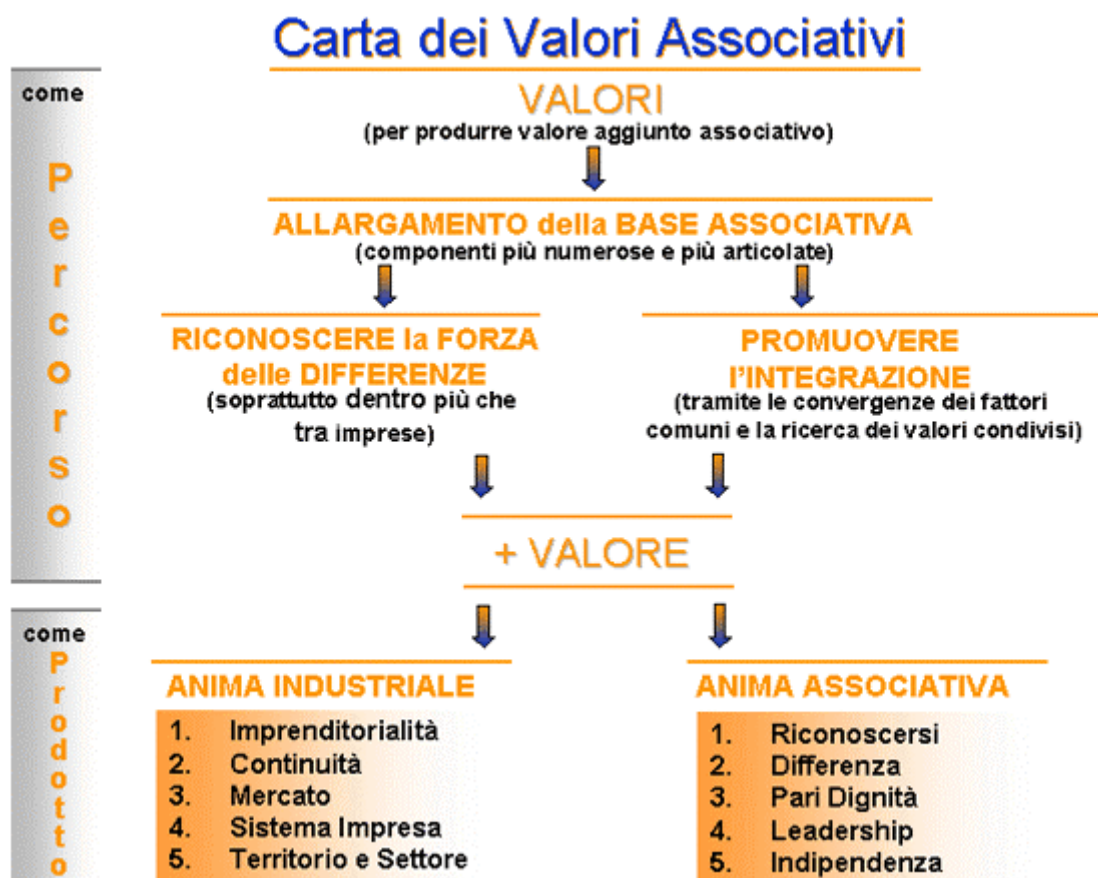 Carta dei Valori Associativi
come
Percorso
VALORI
(per produrre valore aggiunto associativo)
ALLARGAMENTO della BASE ASSOCIATIVA
(componenti più numerose e più articolate)
RICONOSCERE la FORZA
delle DIFFERENZE
(soprattutto dentro più che
tra imprese)
PROMUOVERE
l'INTEGRAZIONE
(tramite le convergenze dei fattori
comuni e la ricerca dei valori condivisi)
+ VALORE
come
Prodotto
ANIMA INDUSTRIALE
1. Imprenditorialità
2. Continuità
3. Mercato
4. Sistema Impresa
5. Territorio e Settore
ANIMA ASSOCIATIVA
1. Riconoscersi
2. Differenza
3. Pari Dignità
4. Leadership
5. Indipendenza